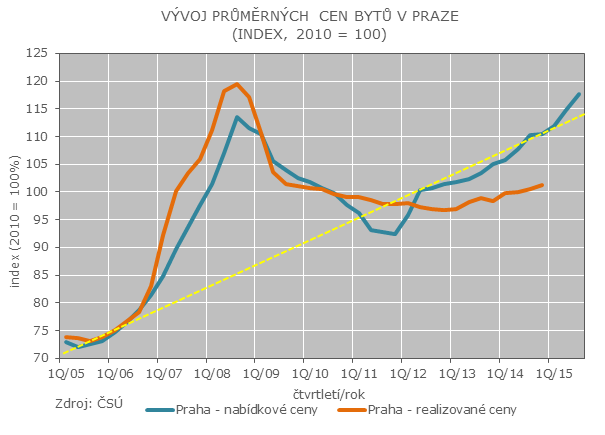 VÝVOJ PRŮMĚRNÝCH CEN BYTŮ V PRAZE
(INDEX, 2010 = 100)
index (2010 = 100%)
125
120
115
110
105
100
95
90
85
80
75
70
1Q/05 1Q/06 1Q/07 1Q/08 1Q/09 1Q/10 1Q/11 1Q/12 1Q/13 1Q/14 1Q/15
čtvrtletí/rok
Zdroj: ČSÚ
Praha - nabídkové ceny Praha - realizované ceny